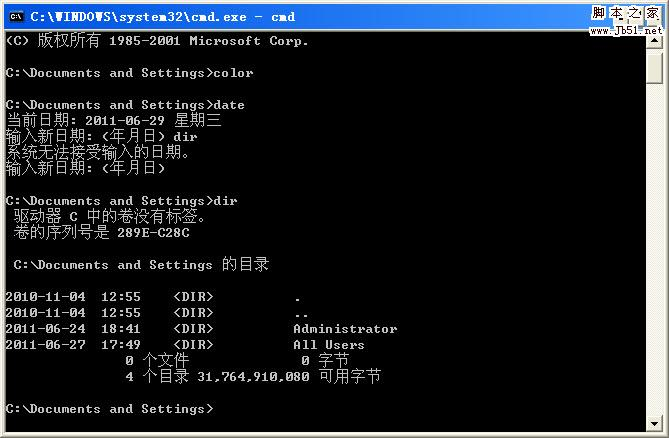 C:\WINDOWS\system32\cmd.exe - cmd
脚本之家
www.Jb51.net
(C) 版权所有 1985-2001 Microsoft Corp.
C:\Documents and Settings>color
C:\Documents and Settings>date
当前日期: 2011-06-29 星期三
输入新日期: (年月日) dir
系统无法接受输入的日期。
输入新日期: (年月日)
C:\Documents and Settings>dir
驱动器 C 中的卷没有标签。
卷的序列号是 289E-C28C
C:\Documents and Settings 的目录
2010-11-04  12:55    <DIR>          .
2010-11-04  12:55    <DIR>          ..
2011-06-24  18:41    <DIR>          Administrator
2011-06-27  17:49    <DIR>          All Users
0 个文件              0 字节
4 个目录 31,764,910,080 可用字节
C:\Documents and Settings>